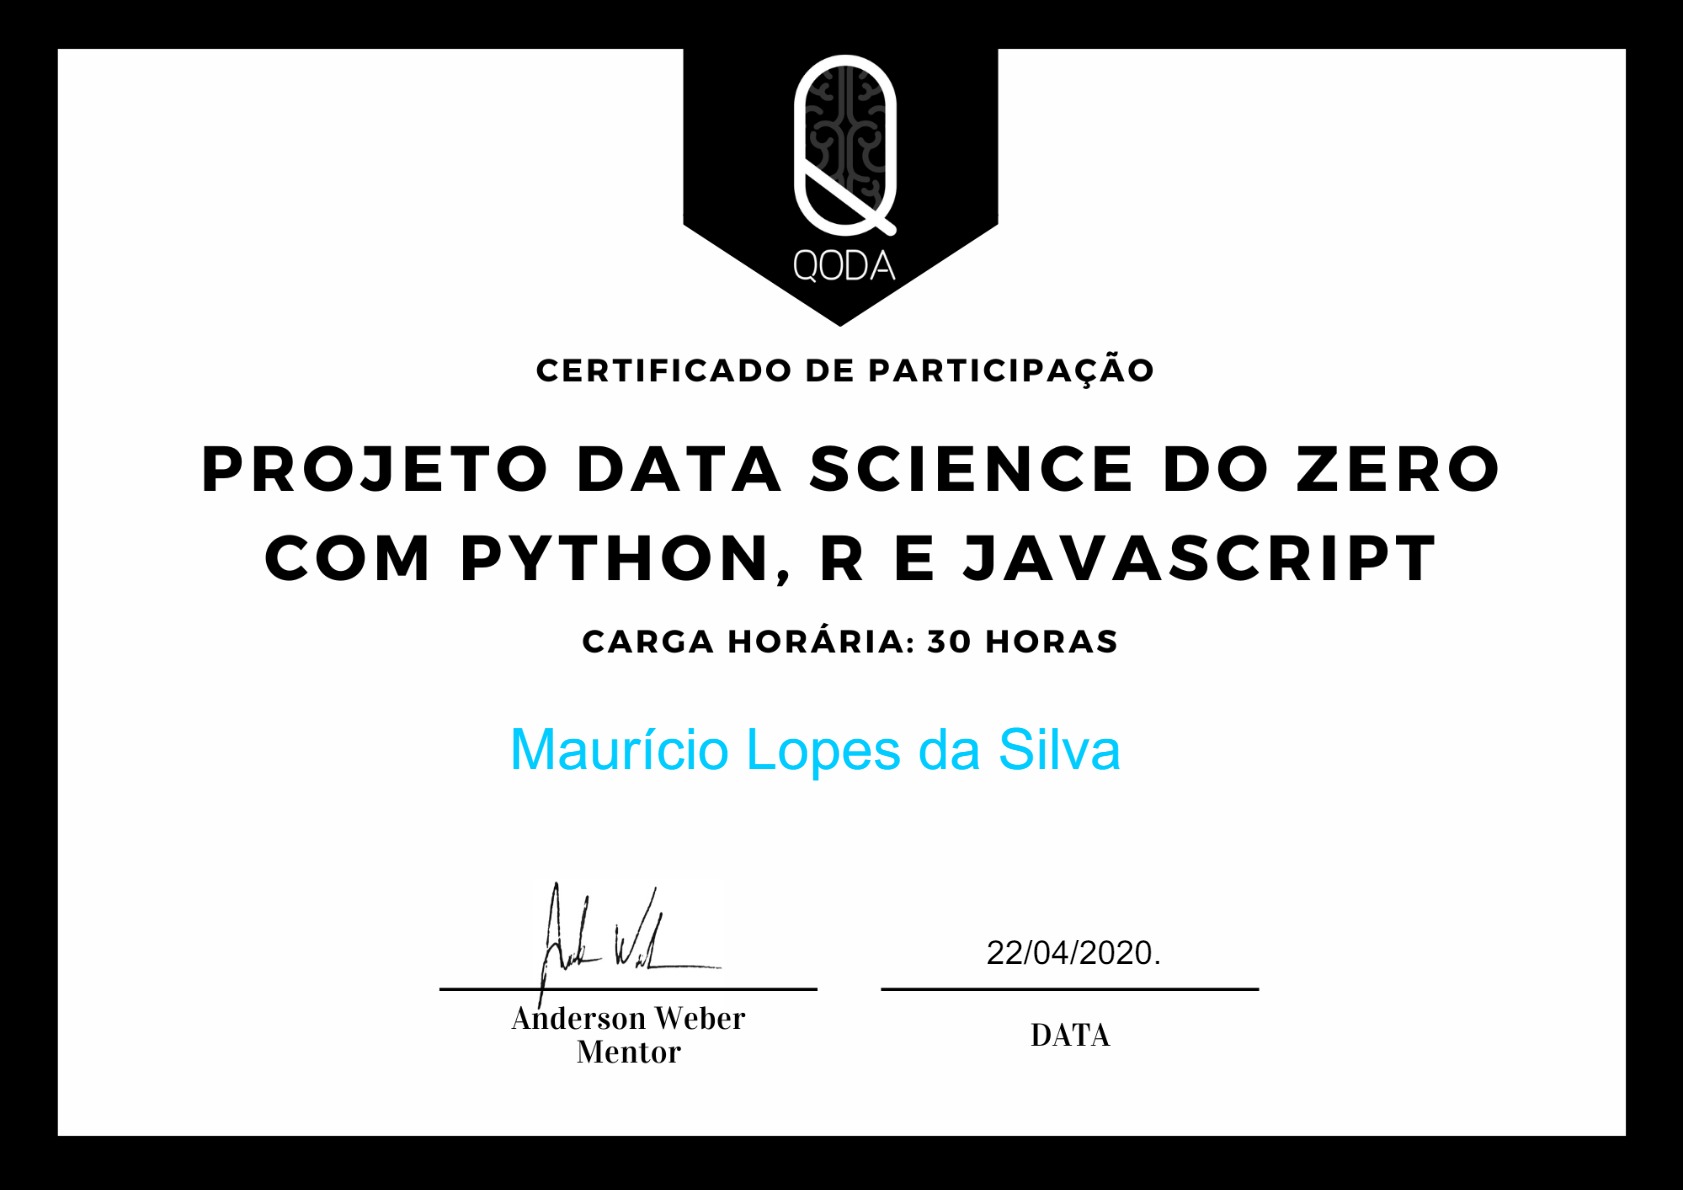 QODA
CERTIFICADO DE PARTICIPAÇÃO
PROJETO DATA SCIENCE DO ZERO
COM PYTHON, R E JAVASCRIPT
CARGA HORÁRIA: 30 HORAS
Maurício Lopes da Silva
22/04/2020.
Anderson Weber
Mentor
DATA